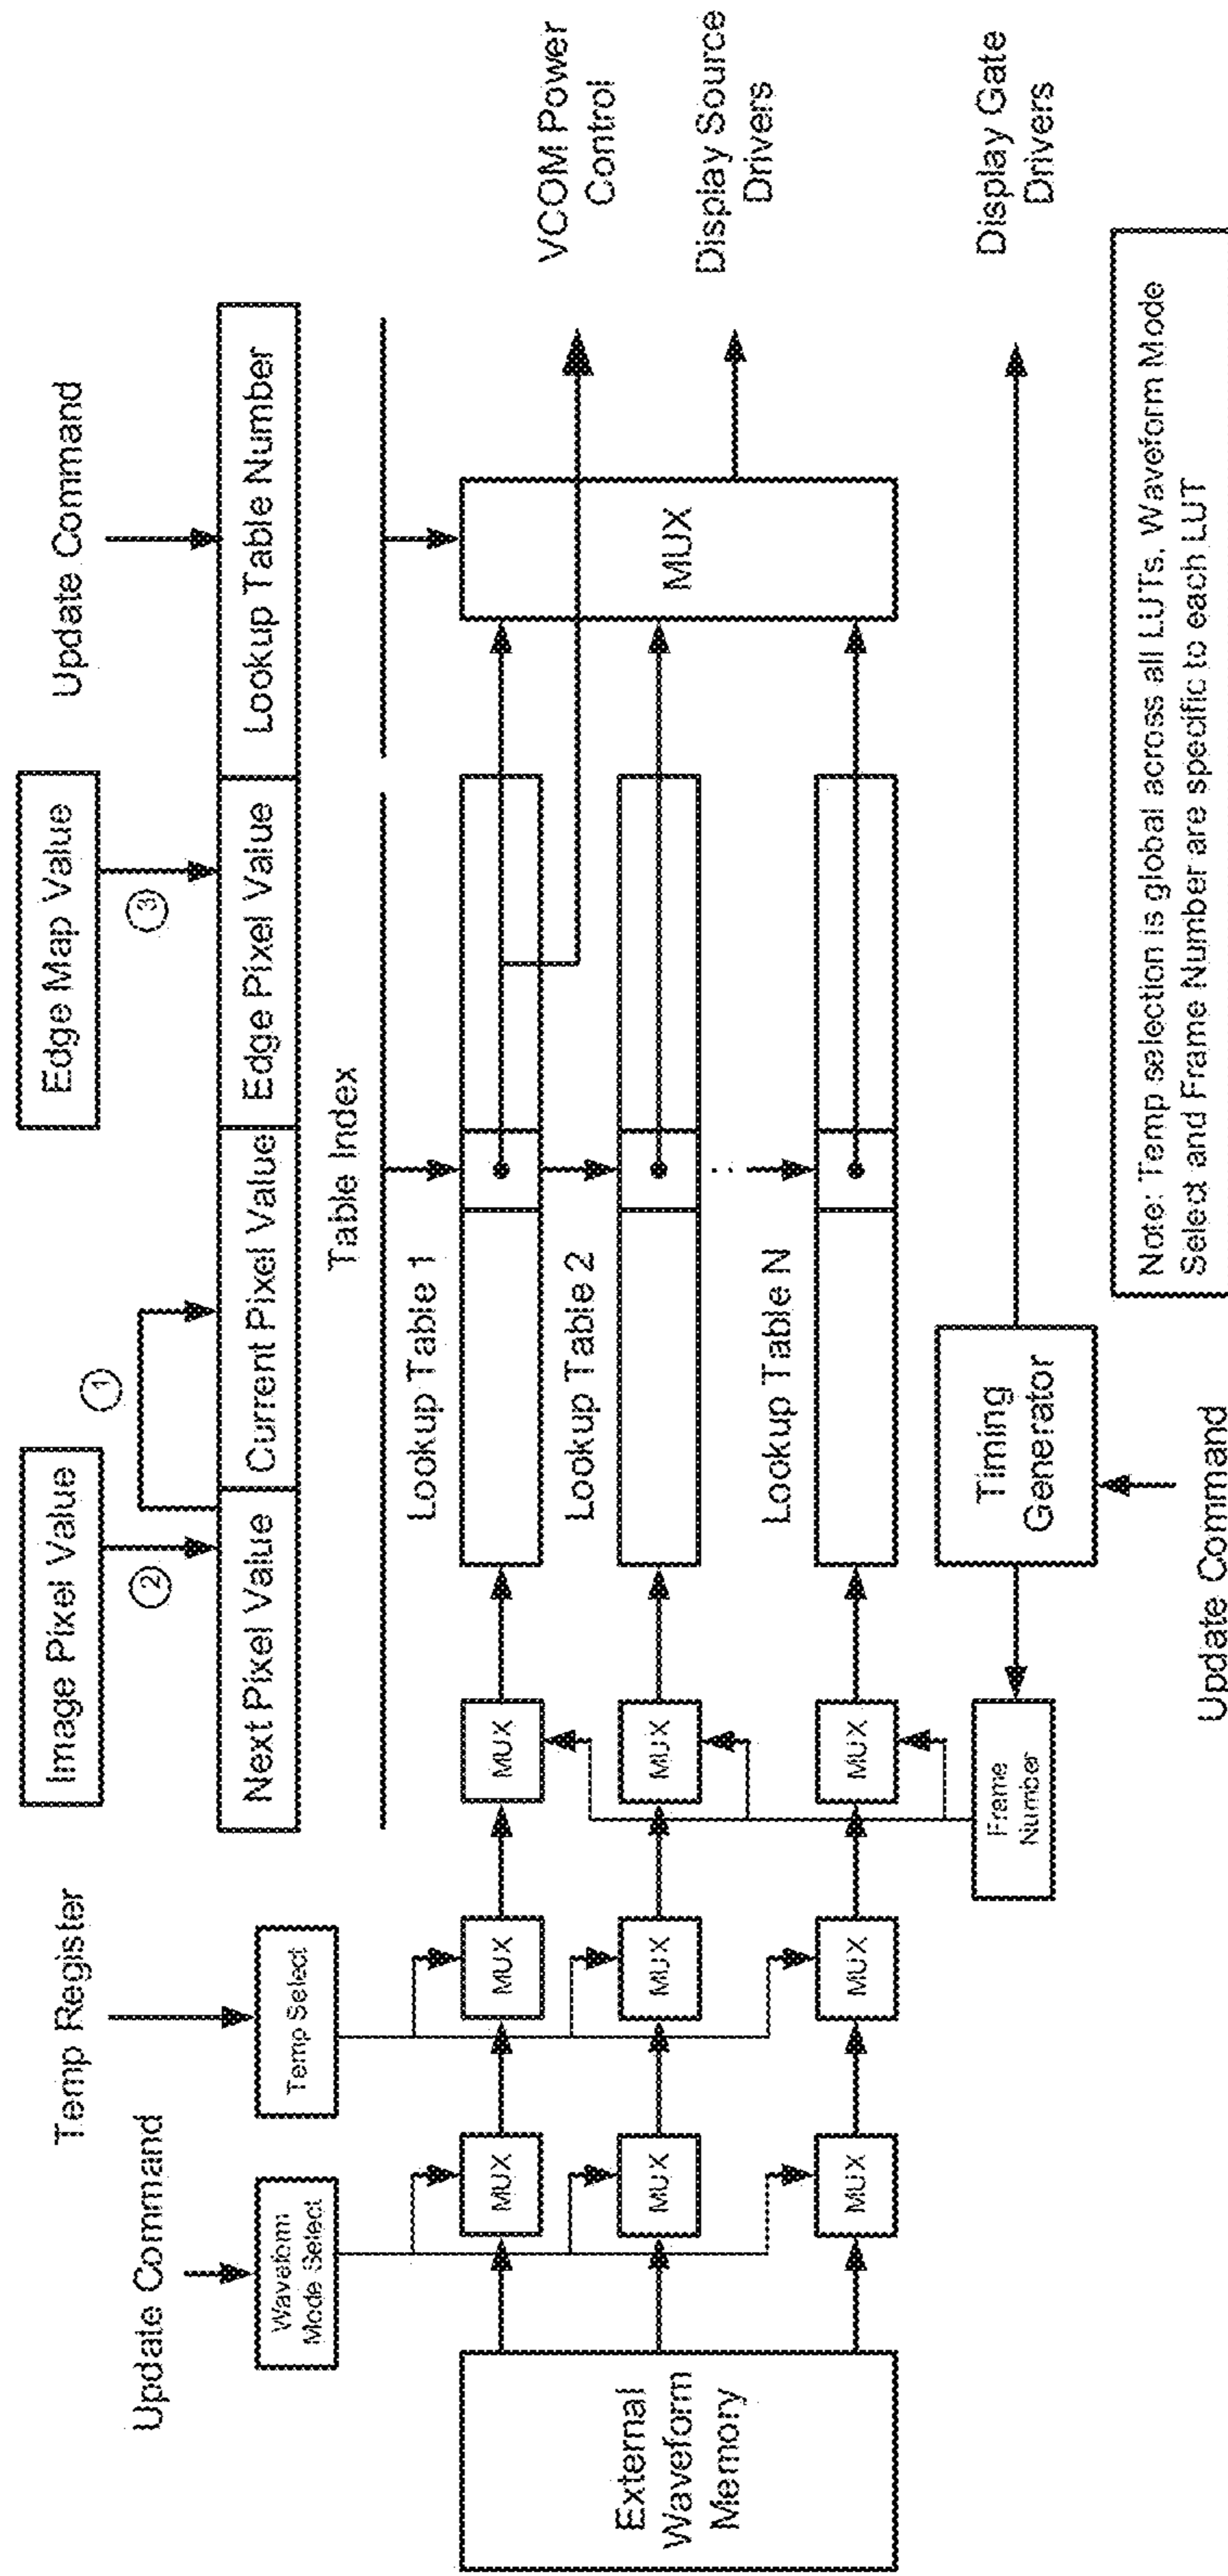 Update Command
Temp Register
Image Pixel Value
Edge Map Value
Update Command
Waveform
Mode Select
Temp Select
2
1
3
Next Pixel Value
Current Pixel Value
Edge Pixel Value
Lookup Table Number
Table Index
External
Waveform
Memory
MUX
MUX
MUX
Lookup Table 1
MUX
VCOM Power
Control
MUX
MUX
MUX
Lookup Table 2
Display Source
Drivers
MUX
MUX
MUX
Lookup Table N
...
Frame
Number
Timing
Generator
Display Gate
Drivers
Update Command
Note: Temp selection is global across all LUTs. Waveform Mode
Select and Frame Number are specific to each LUT